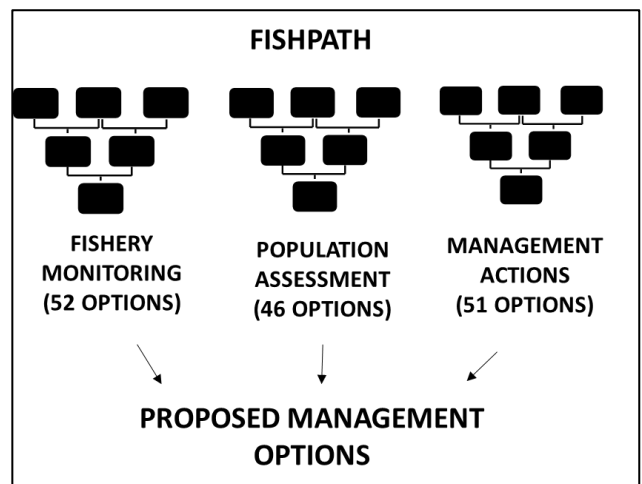 FISHPATH
FISHERY
MONITORING
(52 OPTIONS)
POPULATION
ASSESSMENT
(46 OPTIONS)
MANAGEMENT
ACTIONS
(51 OPTIONS)
PROPOSED MANAGEMENT
OPTIONS